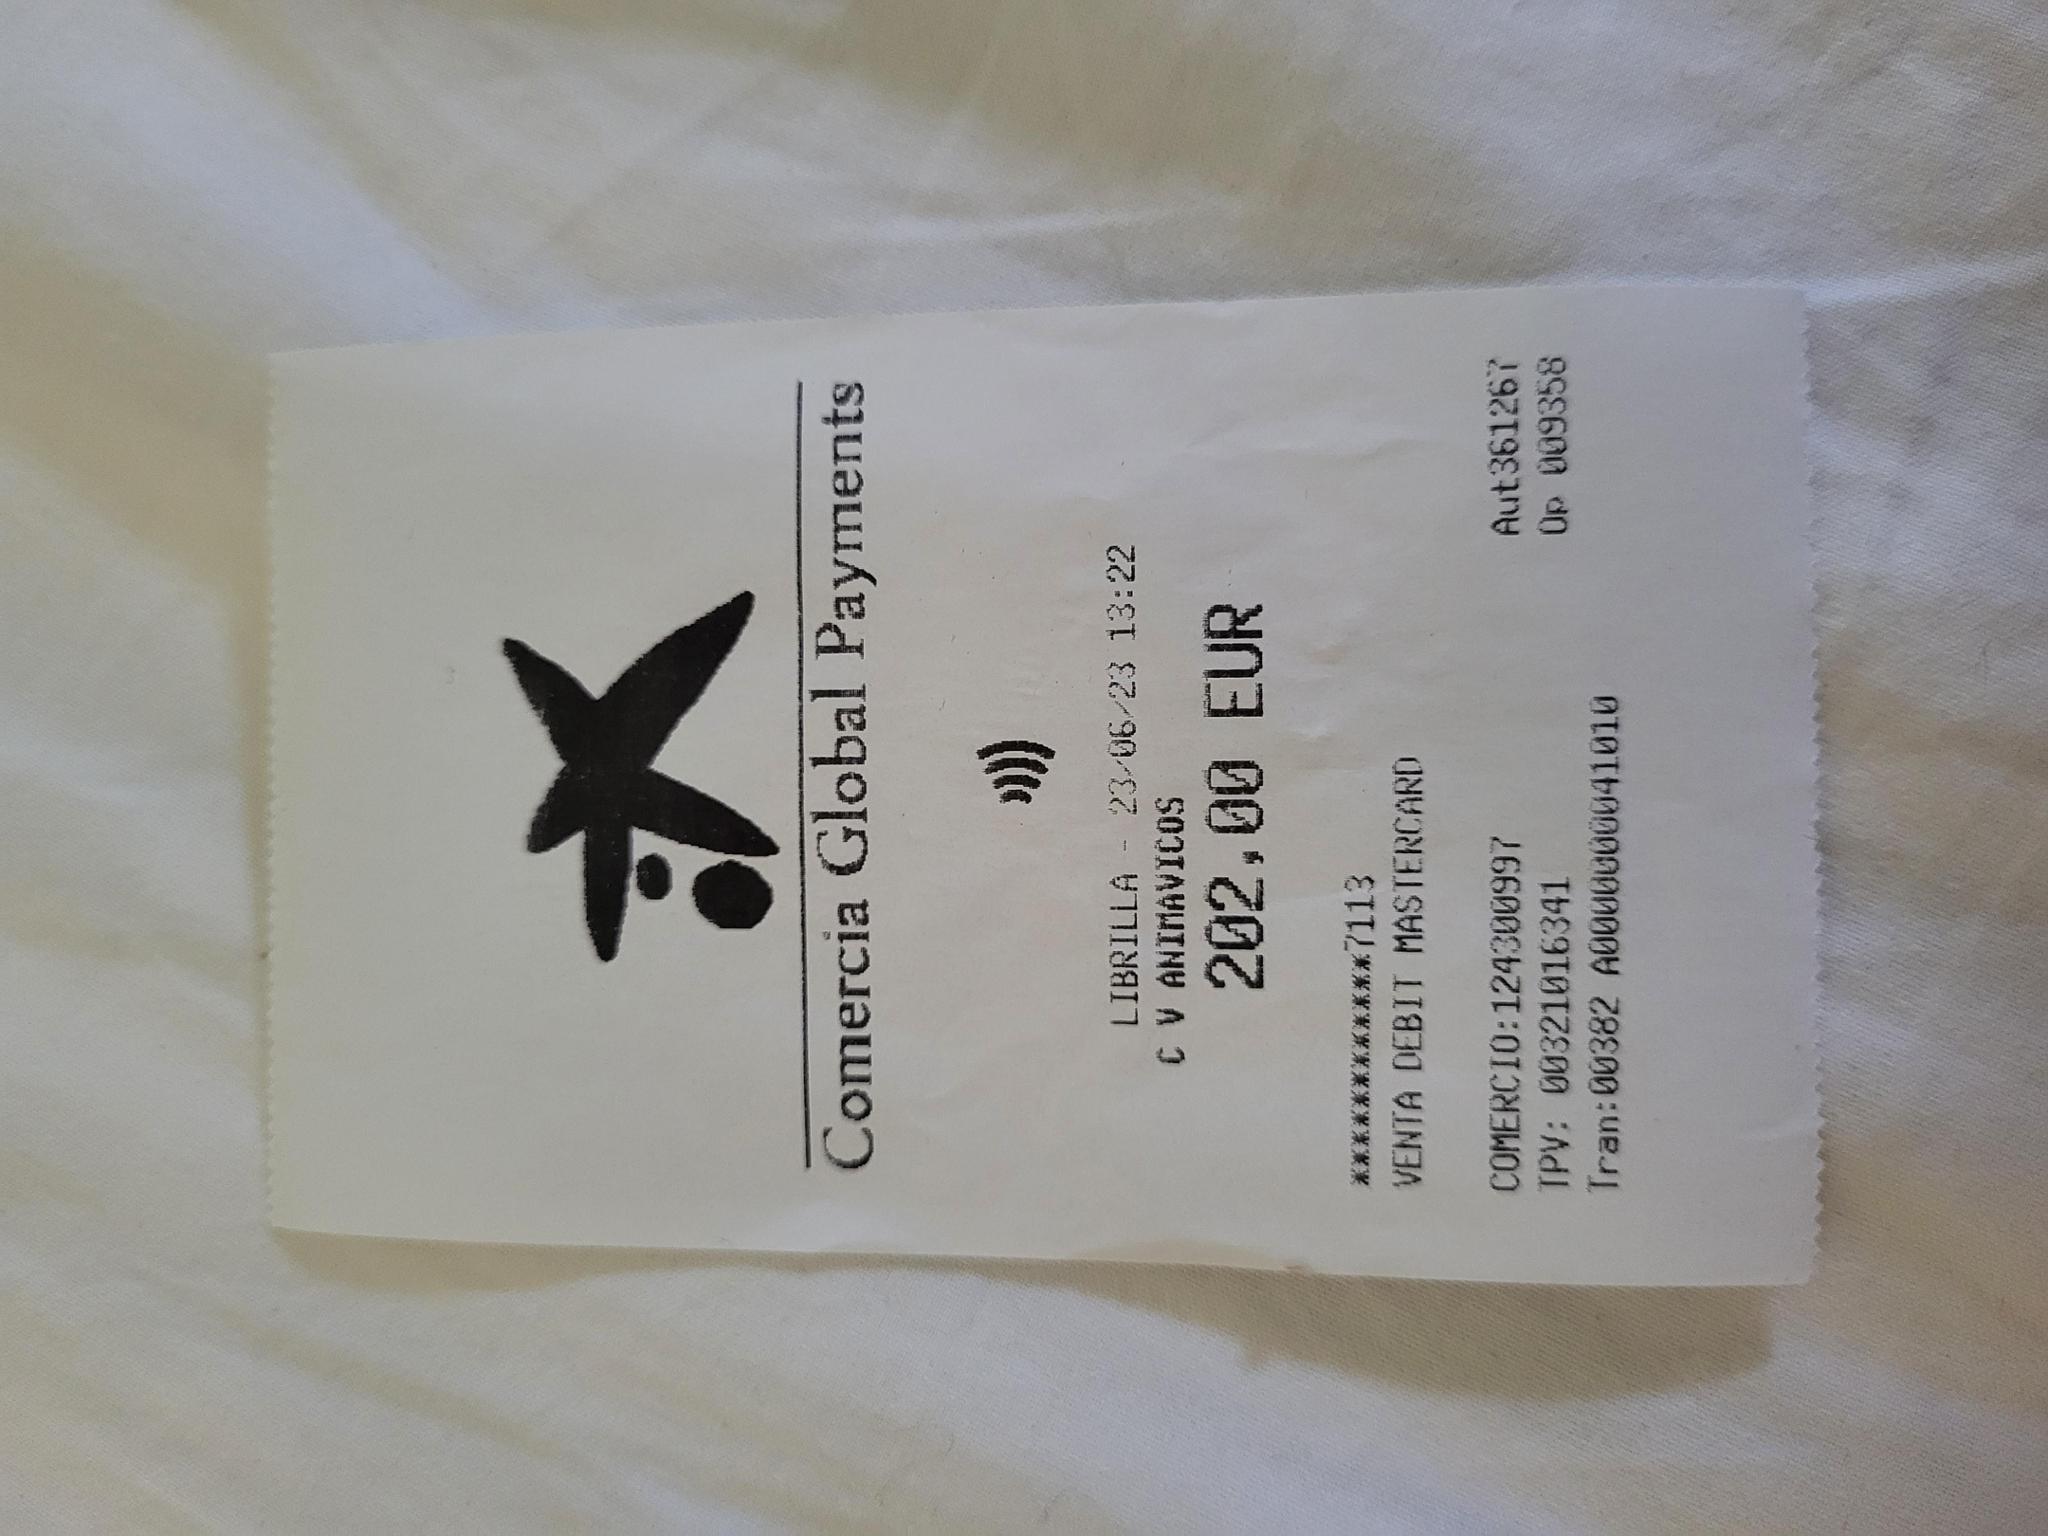 Comercia Global Payments
LIBRILLA - 23/06/23 13:22
C V ANIMAVICOS
202,00 EUR
************7113
VENTA DEBIT MASTERCARD
COMERCIO:124300997 Aut361267
TPV: 00321016341 Op 009358
Tran:00382 A0000000041010